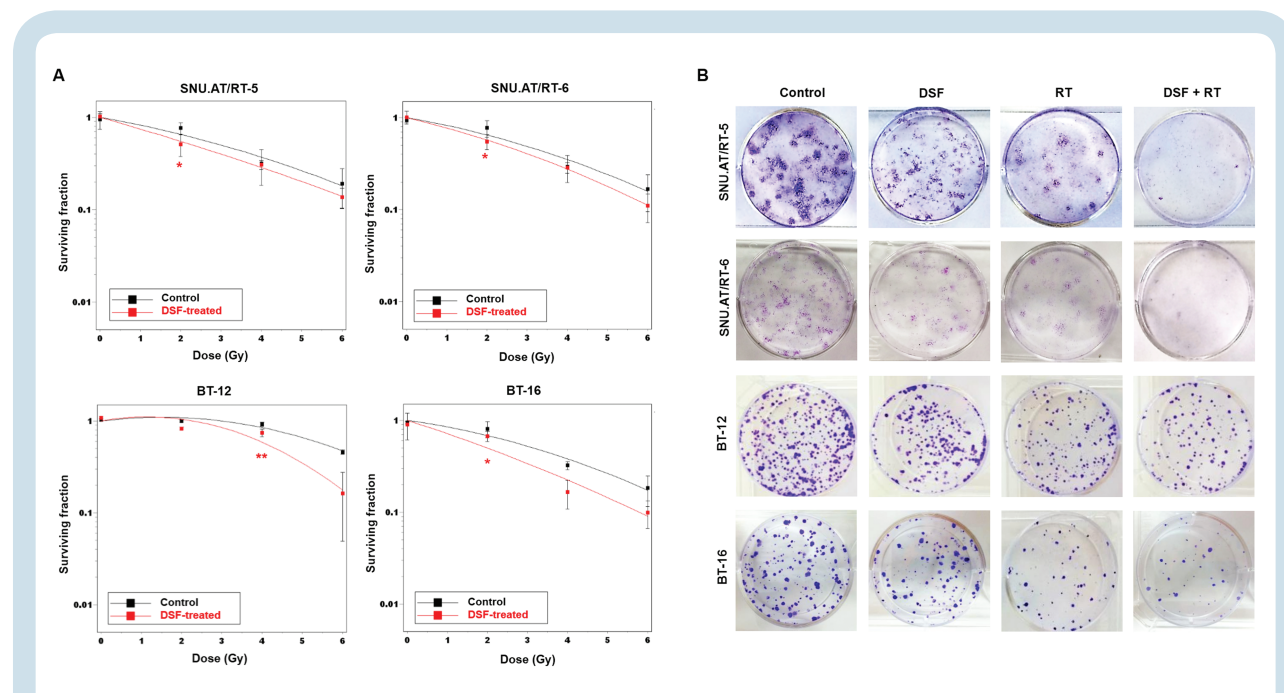 A
SNU.AT/RT-5
Surviving fraction
1
0.1
0.01
Control
DSF-treated
*
0 1 2 3 4 5 6
Dose (Gy)
SNU.AT/RT-6
Surviving fraction
1
0.1
0.01
Control
DSF-treated
*
0 1 2 3 4 5 6
Dose (Gy)
BT-12
Surviving fraction
1
0.1
0.01
Control
DSF-treated
**
0 1 2 3 4 5 6
Dose (Gy)
BT-16
Surviving fraction
1
0.1
0.01
Control
DSF-treated
*
0 1 2 3 4 5 6
Dose (Gy)
B
Control DSF RT DSF + RT
SNU.AT/RT-5
SNU.AT/RT-6
BT-12
BT-16